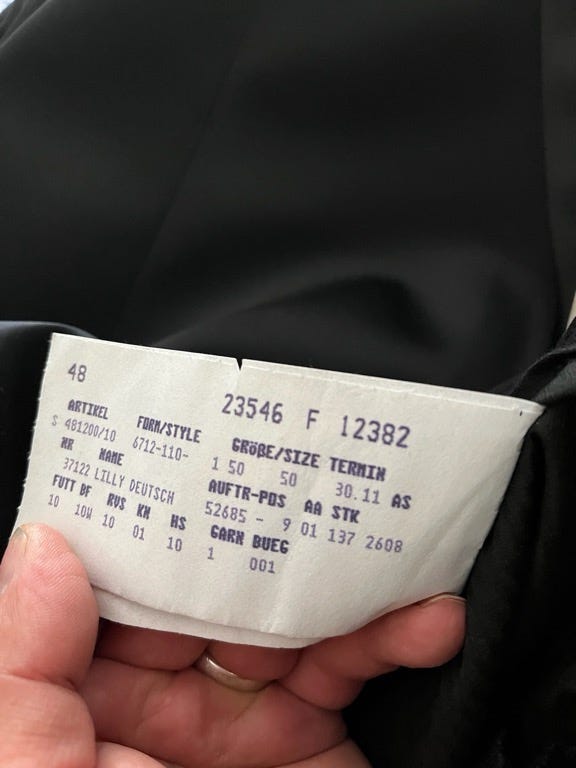 48
23546 F 12382
ARTIKEL FORM/STYLE GRÖßE/SIZE TERMIN
S 481200/10 6712-110- 1 50 50 30.11 AS
NR NAME AUFTR-POS AA STK
37122 LILLY DEUTSCH 52685 - 9 01 137 2608
FUTT BF RVS KN HS GARN BUEG
10 10W 10 01 10 1 001